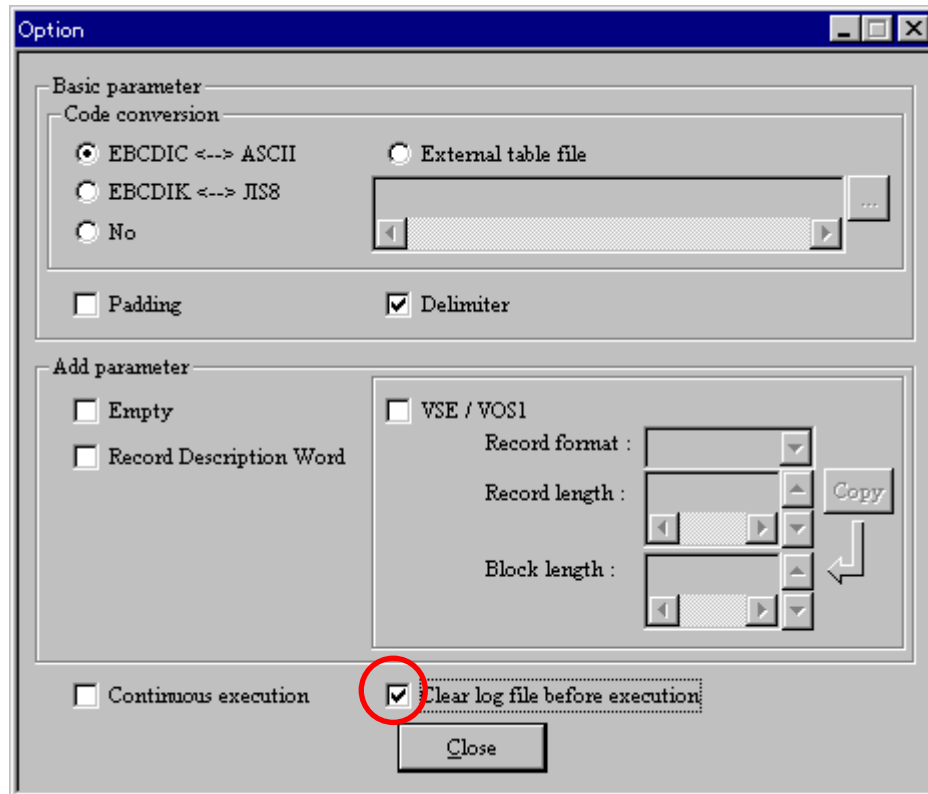 Option
Basic parameter
Code conversion
EBCDIC <--> ASCII
External table file
EBCDIK <--> JIS8
...
No
Padding
Delimiter
Add parameter
Empty
VSE / VOS1
Record Description Word
Record format :
Record length :
Copy
Block length :
Continuous execution
Clear log file before execution
Close